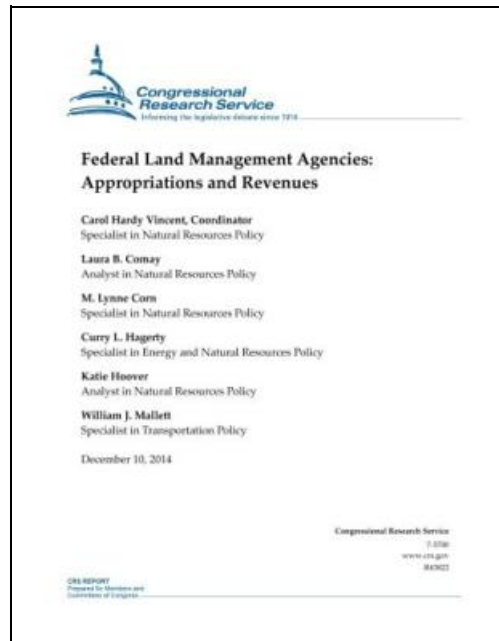 Congressional
Research Service
Informing the legislative debate since 1914
Federal Land Management Agencies:
Appropriations and Revenues
Carol Hardy Vincent, Coordinator
Specialist in Natural Resources Policy
Laura B. Comay
Analyst in Natural Resources Policy
M. Lynne Corn
Specialist in Natural Resources Policy
Curry L. Hagerty
Specialist in Energy and Natural Resources Policy
Katie Hoover
Analyst in Natural Resources Policy
William J. Mallett
Specialist in Transportation Policy
December 10, 2014
Congressional Research Service
7-5700
www.crs.gov
CRS REPORT
Prepared for Members and
Committees of Congress